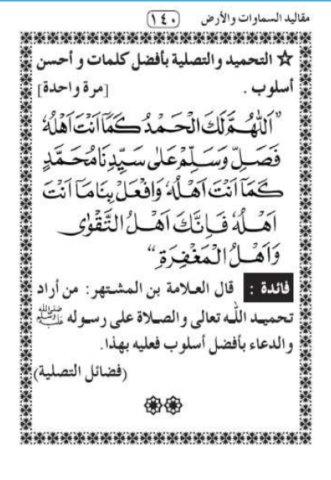 مقاليد السماوات والأرض ١٤٠
☆ التحميد والتصلية بأفضل كلمات و أحسن
أسلوب . [مرة واحدة]
"اَللّٰهُمَّ لَكَ الْحَمْدُ كَمَا اَنْتَ اَهْلُهُ
فَصَلِّ وَسَلِّمْ عَلٰى سَيِّدِنَا مُحَمَّدٍ
كَمَا اَنْتَ اَهْلُهُ وَافْعَلْ بِنَا مَا اَنْتَ
اَهْلُهُ فَاِنَّكَ اَهْلُ التَّقْوٰى
وَاَهْلُ الْمَغْفِرَةِ"
فائدة : قال العلامة بن المشتهر: من أراد
تحميد الله تعالى والصلاة على رسوله ﷺ
والدعاء بأفضل أسلوب فعليه بهذا.
(فضائل التصلية)